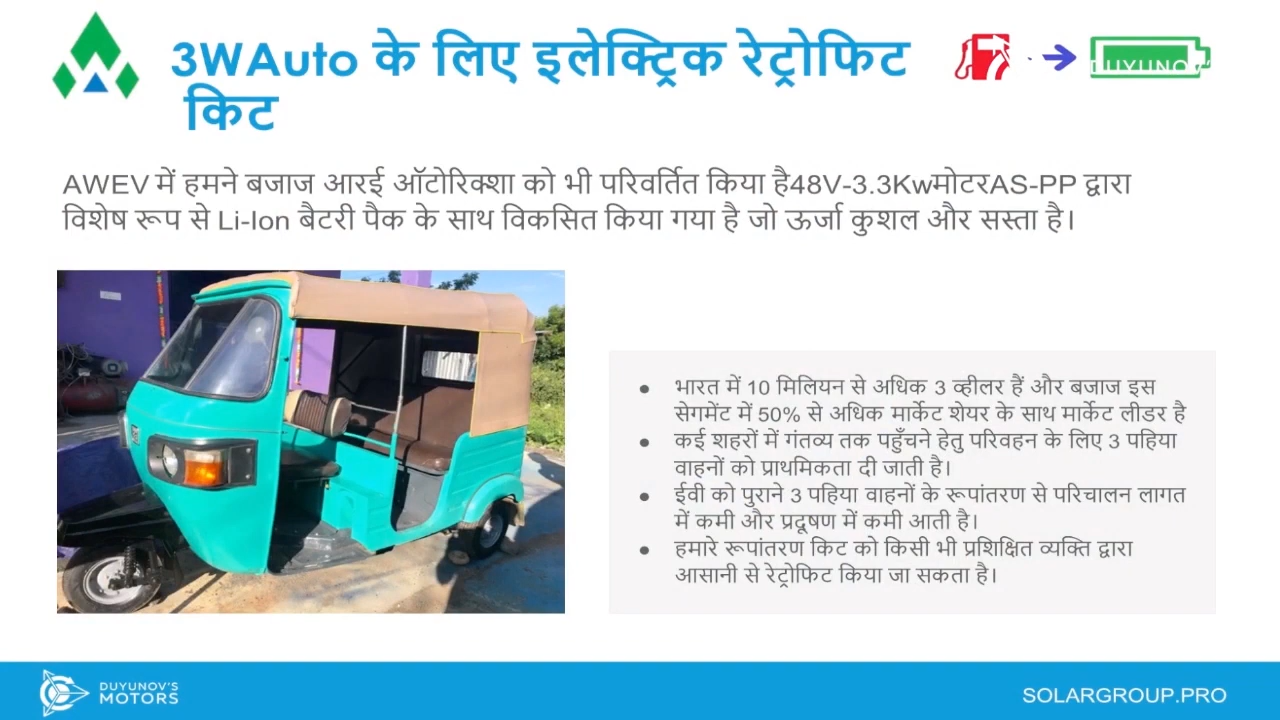 3WAuto के लिए इलेक्ट्रिक रेट्रोफिट
किट
DUYUNOV'S
AWEV में हमने बजाज आरई ऑटोरिक्शा को भी परिवर्तित किया है48V-3.3KwमोटरAS-PP द्वारा
विशेष रूप से Li-Ion बैटरी पैक के साथ विकसित किया गया है जो ऊर्जा कुशल और सस्ता है।
• भारत में 10 मिलियन से अधिक 3 व्हीलर हैं और बजाज इस
सेगमेंट में 50% से अधिक मार्केट शेयर के साथ मार्केट लीडर है
• कई शहरों में गंतव्य तक पहुँचने हेतु परिवहन के लिए 3 पहिया
वाहनों को प्राथमिकता दी जाती है।
• ईवी को पुराने 3 पहिया वाहनों के रूपांतरण से परिचालन लागत
में कमी और प्रदूषण में कमी आती है।
• हमारे रूपांतरण किट को किसी भी प्रशिक्षित व्यक्ति द्वारा
आसानी से रेट्रोफिट किया जा सकता है।
DUYUNOV'S
MOTORS
SOLARGROUP.PRO